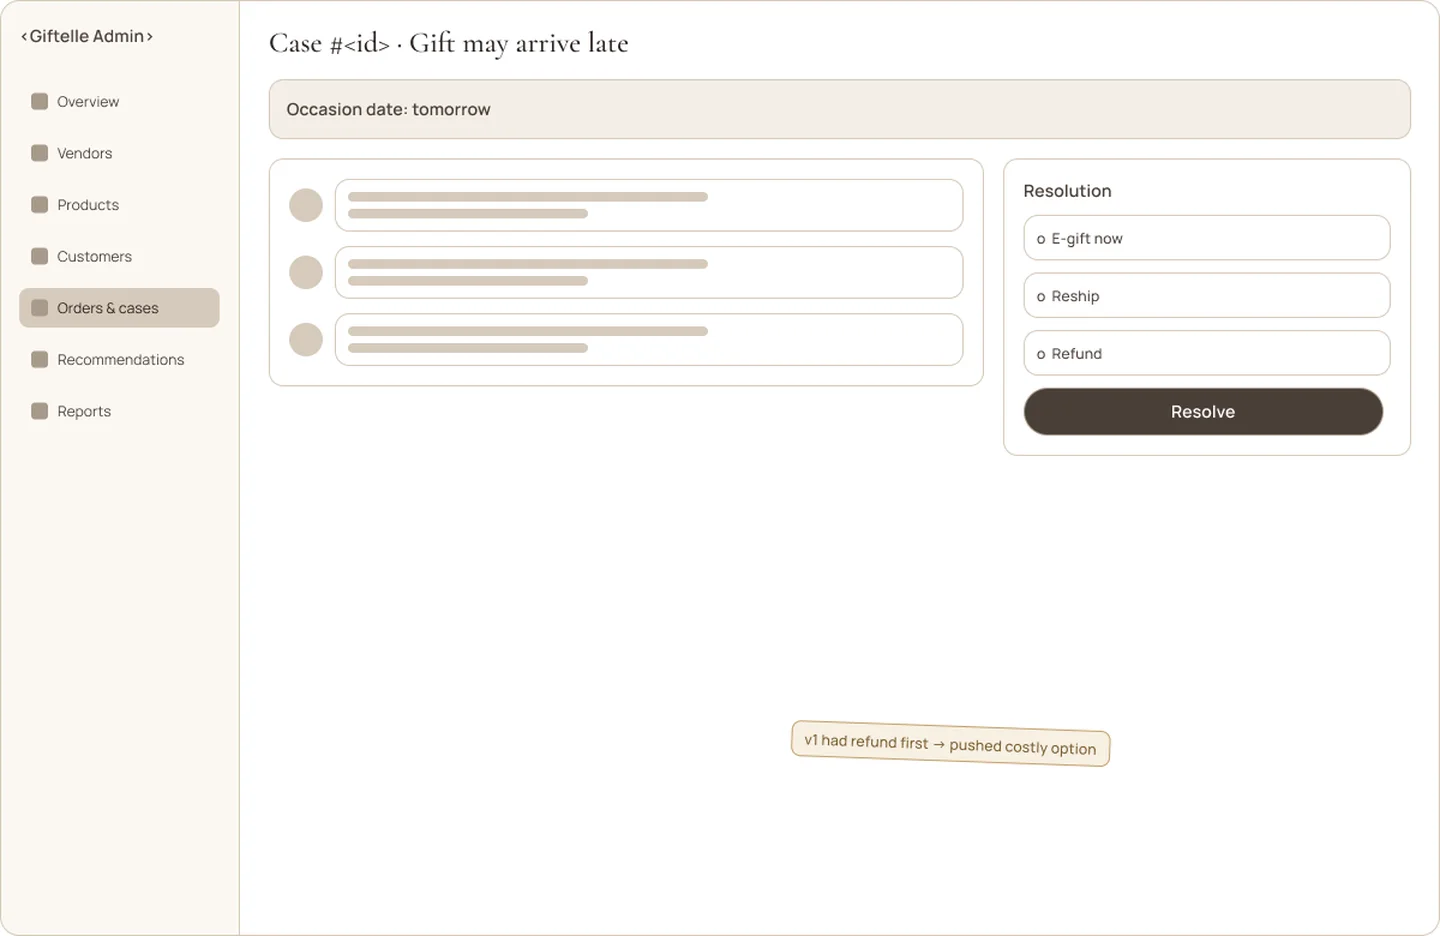 ‹Giftelle Admin›
Overview
Vendors
Products
Customers
Orders & cases
Recommendations
Reports
Case #<id> · Gift may arrive late
Occasion date: tomorrow
Resolution
o E-gift now
o Reship
o Refund
Resolve
v1 had refund first → pushed costly option